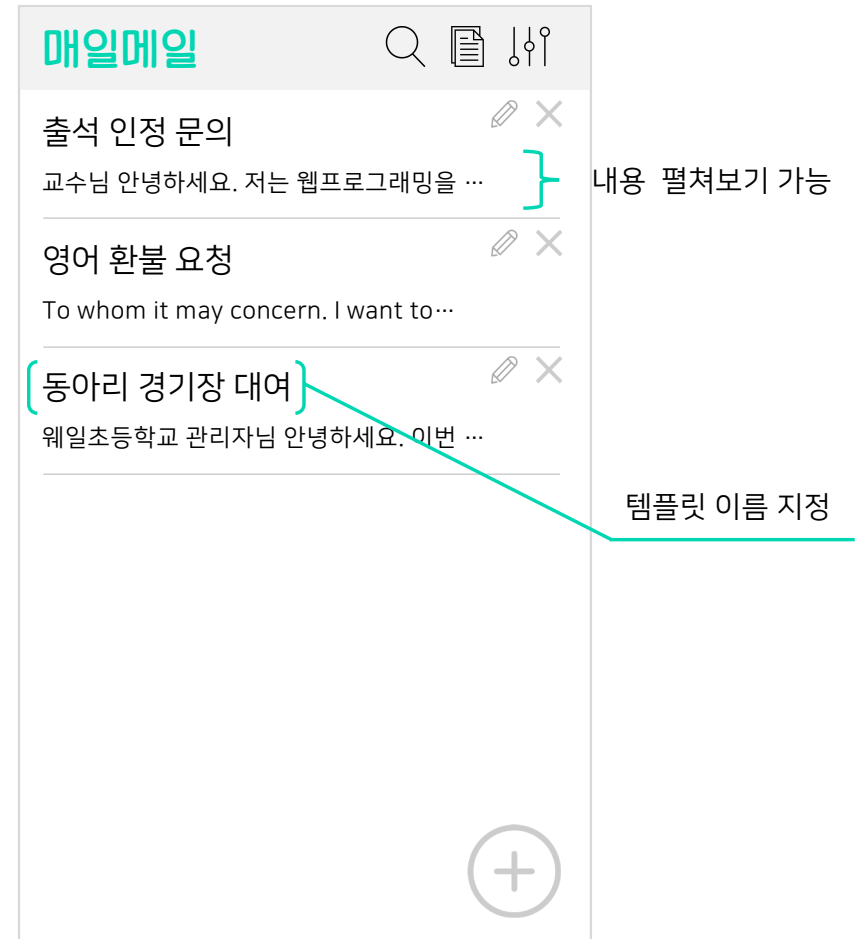 매일메일
출석 인정 문의
교수님 안녕하세요. 저는 웹프로그래밍을 …
내용 펼쳐보기 가능
영어 환불 요청
To whom it may concern. I want to…
동아리 경기장 대여
웨일초등학교 관리자님 안녕하세요. 이번 …
템플릿 이름 지정